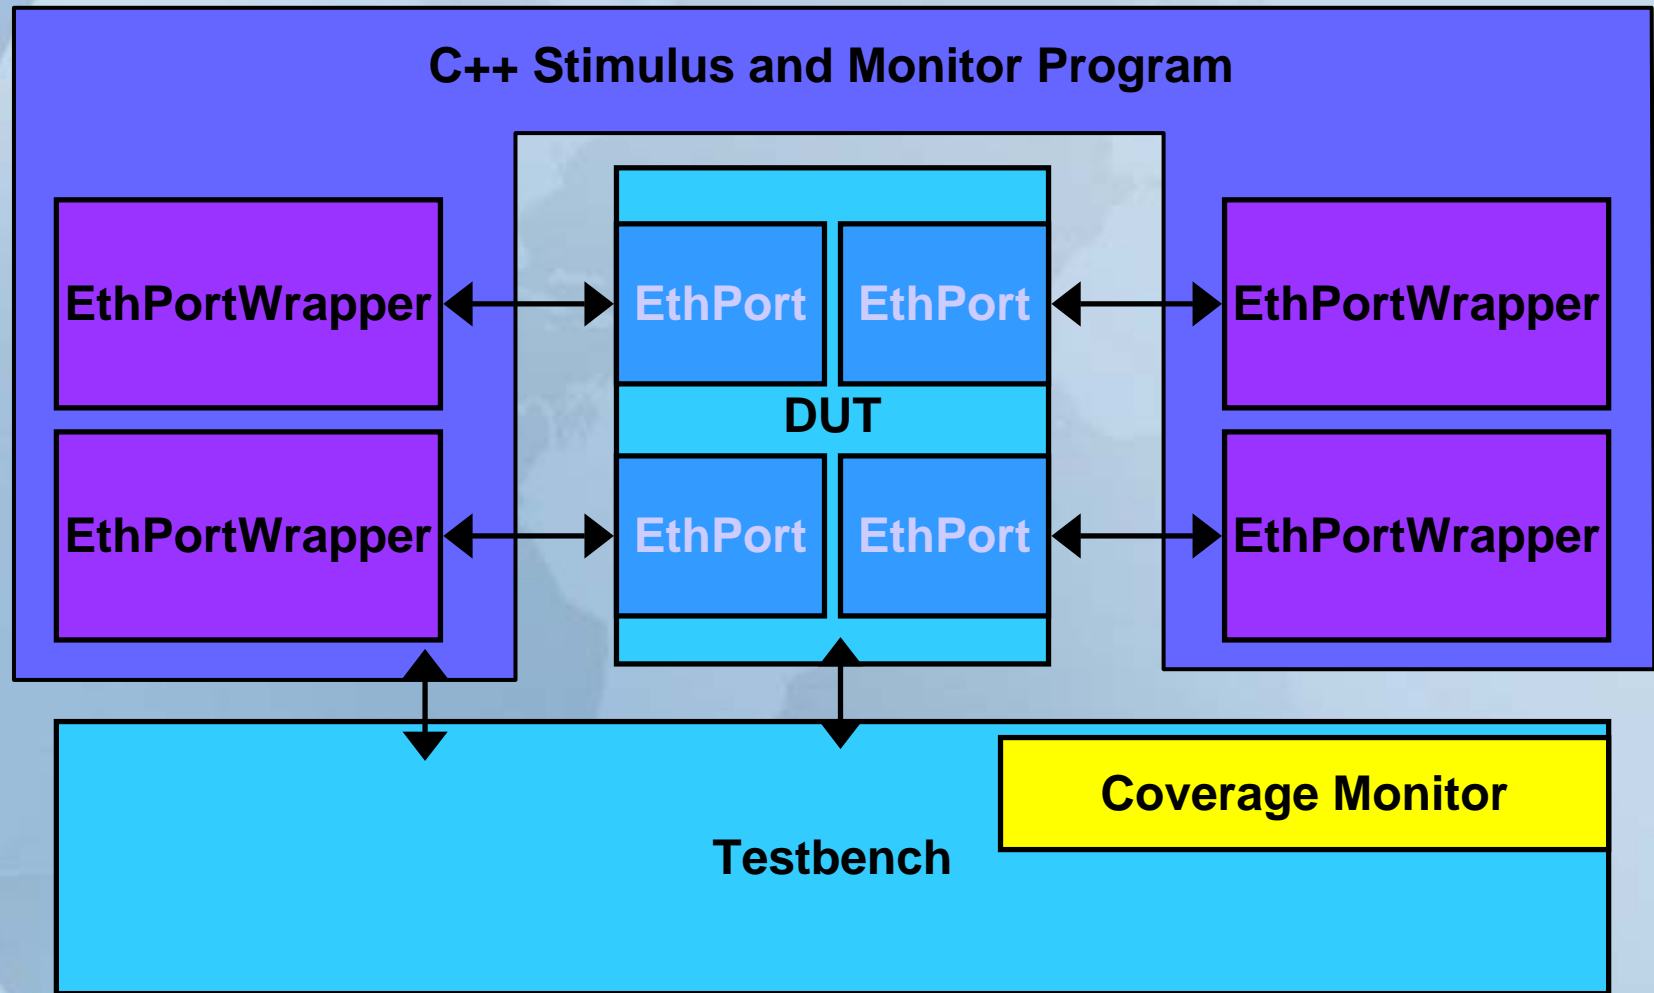 C++ Stimulus and Monitor Program
EthPortWrapper
EthPort
EthPort
EthPortWrapper
DUT
EthPortWrapper
EthPort
EthPort
EthPortWrapper
Coverage Monitor
Testbench